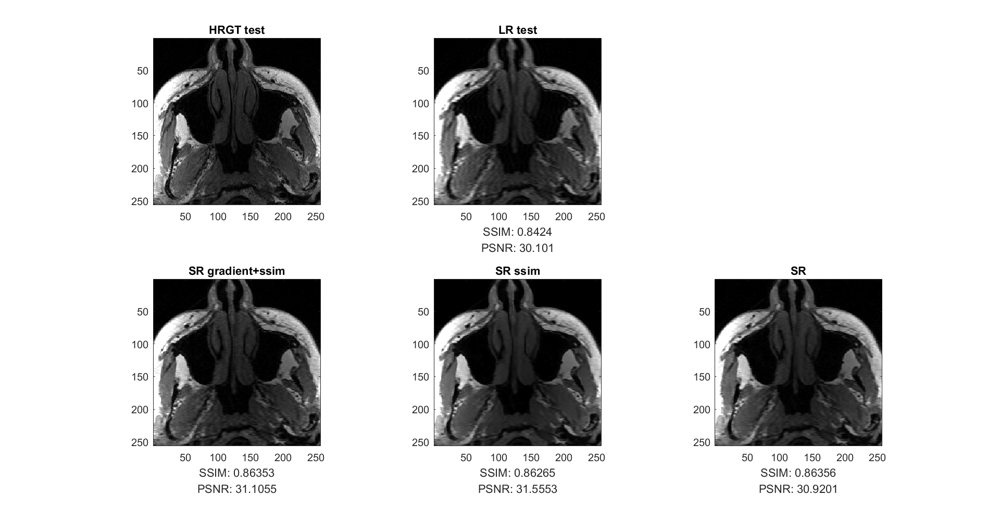 HRGT test
50
100
150
200
250
50 100 150 200 250
LR test
50
100
150
200
250
50 100 150 200 250
SSIM: 0.8424
PSNR: 30.101
SR gradient+ssim
50
100
150
200
250
50 100 150 200 250
SSIM: 0.86353
PSNR: 31.1055
SR ssim
50
100
150
200
250
50 100 150 200 250
SSIM: 0.86265
PSNR: 31.5553
SR
50
100
150
200
250
50 100 150 200 250
SSIM: 0.86356
PSNR: 30.9201